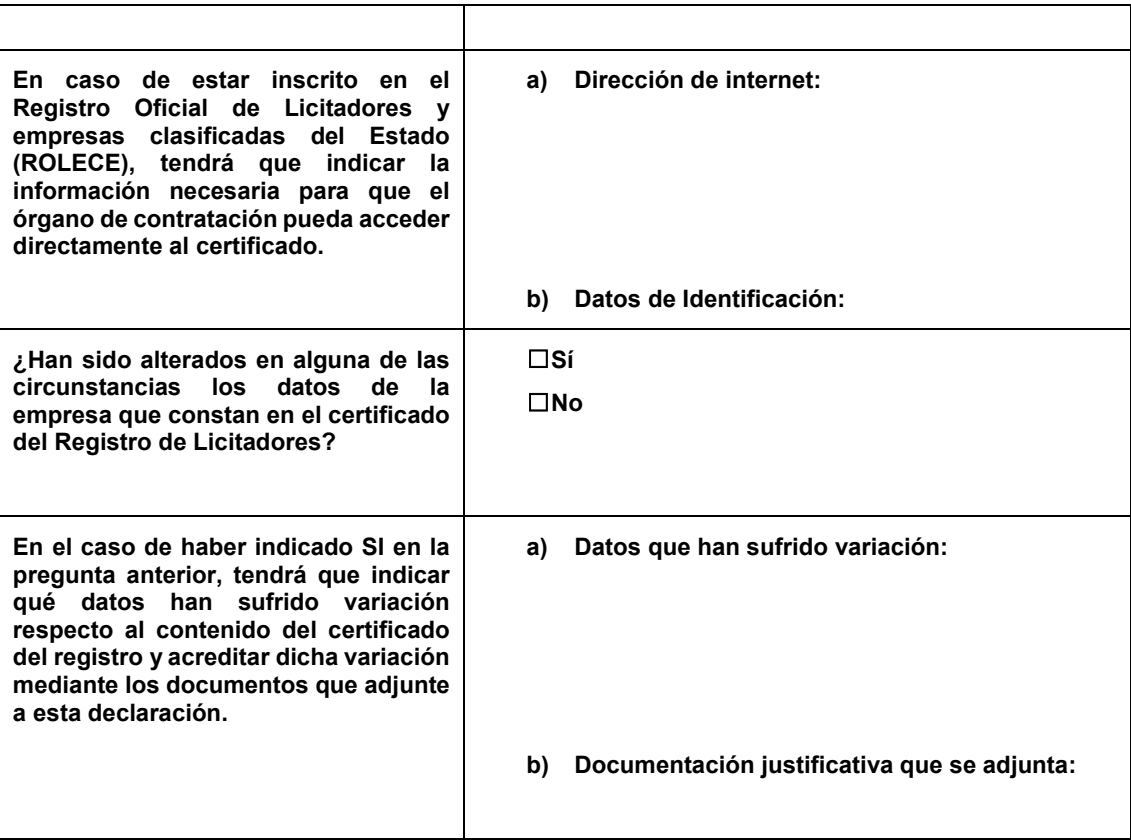 En caso de estar inscrito en el
Registro Oficial de Licitadores y
empresas clasificadas del Estado
(ROLECE), tendrá que indicar la
información necesaria para que el
órgano de contratación pueda acceder
directamente al certificado.
a) Dirección de internet:
b) Datos de Identificación:
¿Han sido alterados en alguna de las
circunstancias los datos de la
empresa que constan en el certificado
del Registro de Licitadores?
☐Sí
☐No
En el caso de haber indicado SI en la
pregunta anterior, tendrá que indicar
qué datos han sufrido variación
respecto al contenido del certificado
del registro y acreditar dicha variación
mediante los documentos que adjunte
a esta declaración.
a) Datos que han sufrido variación:
b) Documentación justificativa que se adjunta: